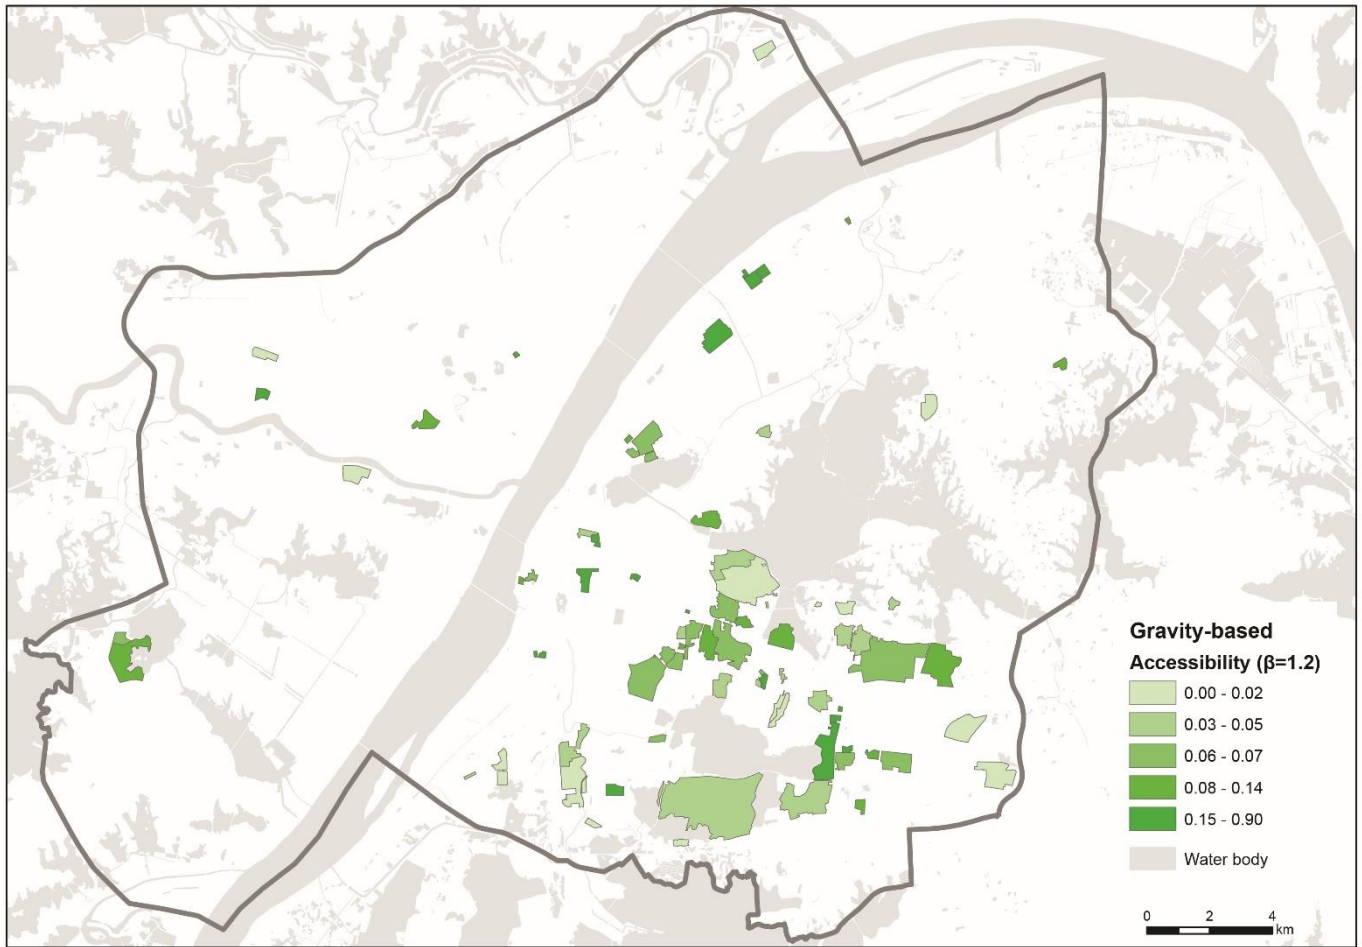 Gravity-based
Accessibility (β=1.2)
0.00 - 0.02
0.03 - 0.05
0.06 - 0.07
0.08 - 0.14
0.15 - 0.90
Water body
0 2 4
km